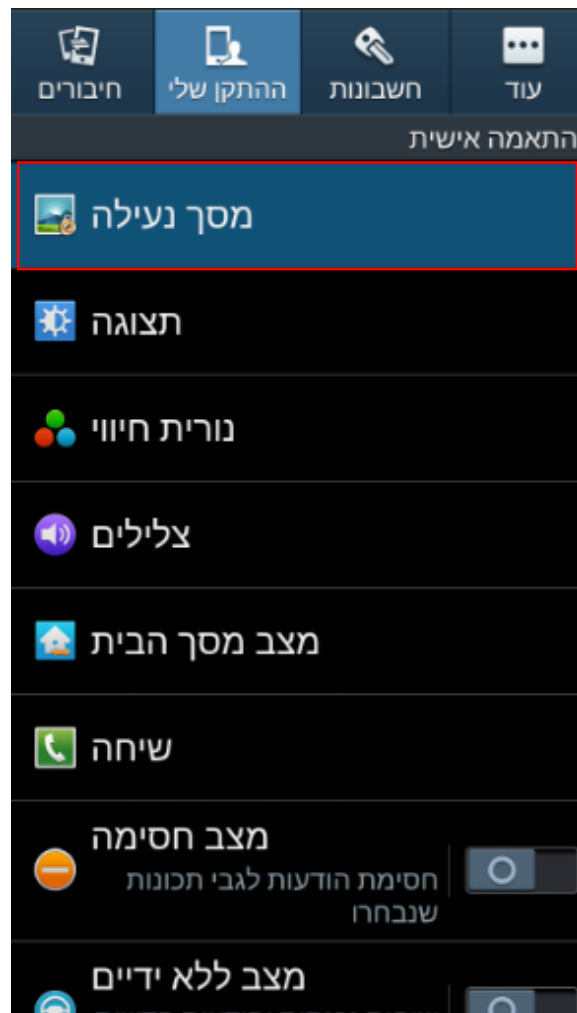 חיבורים
ההתקן שלי
חשבונות
עוד
התאמה אישית
מסך נעילה
תצוגה
נורית חיווי
צלילים
מצב מסך הבית
שיחה
מצב חסימה
חסימת הודעות לגבי תכונות
שנבחרו
מצב ללא ידיים